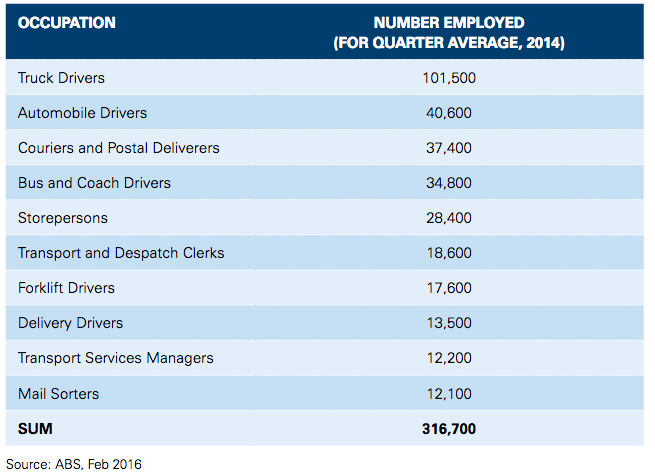 OCCUPATION NUMBER EMPLOYED
(FOR QUARTER AVERAGE, 2014)
Truck Drivers 101,500
Automobile Drivers 40,600
Couriers and Postal Deliverers 37,400
Bus and Coach Drivers 34,800
Storepersons 28,400
Transport and Despatch Clerks 18,600
Forklift Drivers 17,600
Delivery Drivers 13,500
Transport Services Managers 12,200
Mail Sorters 12,100
SUM 316,700
Source: ABS, Feb 2016